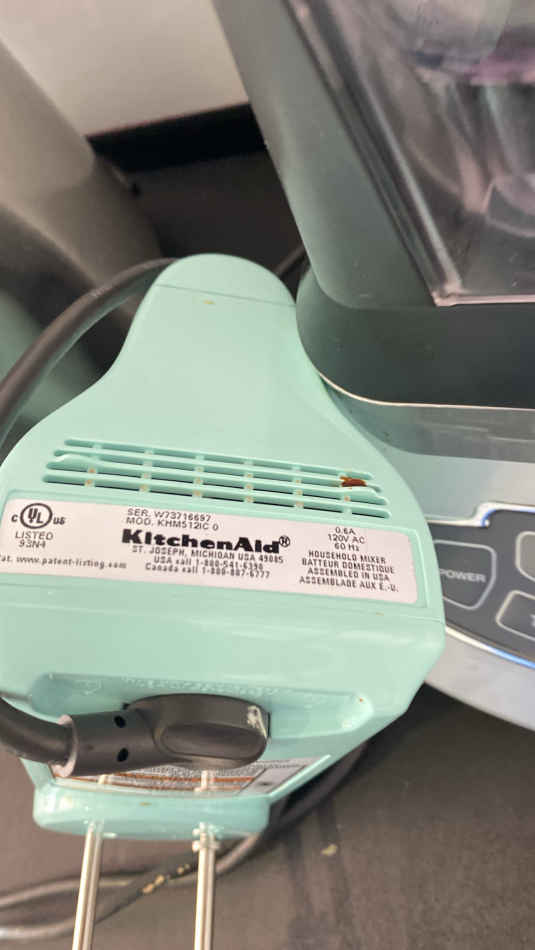 C UL US
LISTED
93N4
SER. W73716697
MOD. KHM512IC 0
KitchenAid®
ST. JOSEPH, MICHIGAN USA 49085
USA call 1-800-541-6390
Canada call 1-800-807-6777
Pat. www.patent-listing.com
0.6A
120V AC
60 Hz
HOUSEHOLD MIXER
BATTEUR DOMESTIQUE
ASSEMBLED IN USA
ASSEMBLADE AUX É.-U.
POWER